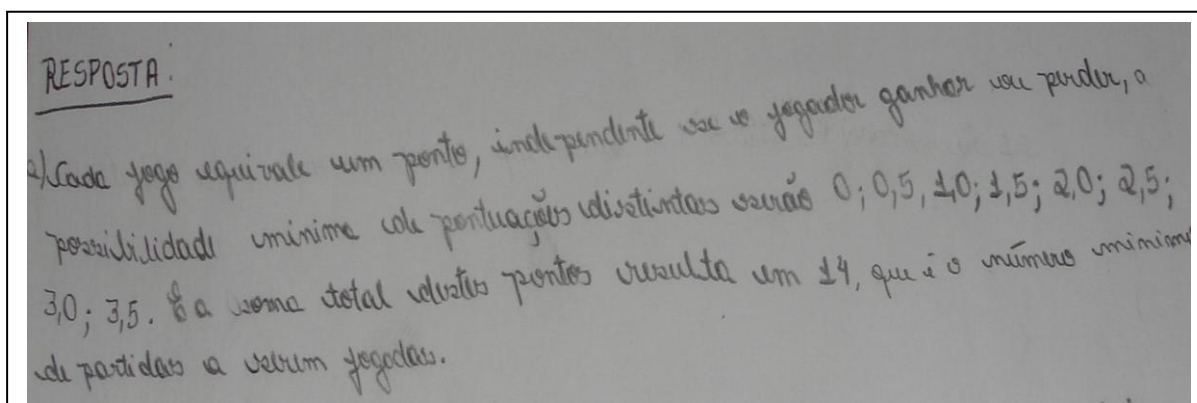 RESPOSTA:
a) Cada jogo equivale um ponto, independente se o jogador ganhar ou perder, a
possibilidade minima de pontuações distintas serão 0; 0,5, 1,0; 1,5; 2,0; 2,5;
3,0; 3,5. E a soma total destes pontos resulta em 14, que é o número minimo
de partidas a serem jogadas.